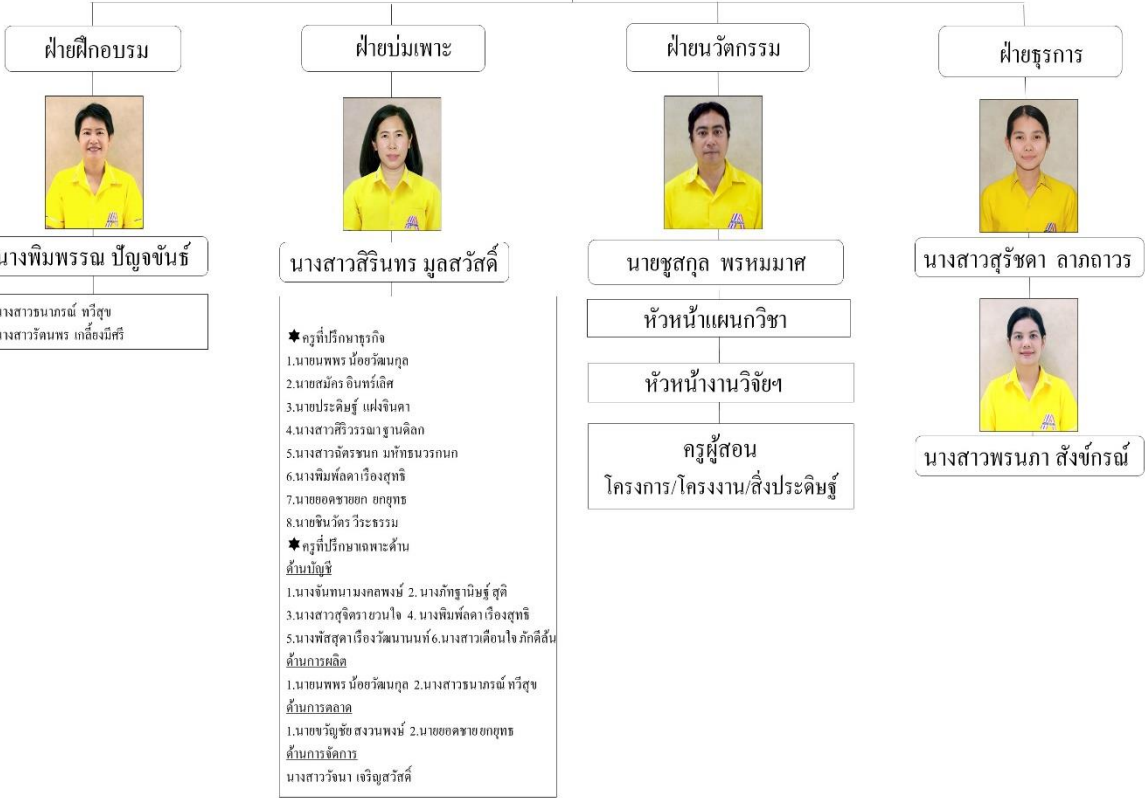 ฝ่ายฝึกอบรม
ฝ่ายบ่มเพาะ
ฝ่ายนวัตกรรม
ฝ่ายธุรการ
นางพิมพรรณ ปัญจขันธ์
นางสาวธนาภรณ์ ทวีสุข
นางสาวรัตนพร เกลี้ยงมีศรี
นางสาวสิรินทร มูลสวัสดิ์
✶ ครูที่ปรึกษาธุรกิจ
1.นายนพพร น้อยวัฒนกุล
2.นายสมัคร อินทร์เลิศ
3.นายประดิษฐ์ แฝงจินดา
4.นางสาวศิริวรรณา ฐานดิลก
5.นางสาวฉัตรชนก มหัทธนวรกนก
6.นางพิมพ์ลดา เรืองสุทธิ
7.นายยอดชายยก ยกยุทธ
8.นายชินวัตร วีระธรรม
✶ ครูที่ปรึกษาเฉพาะด้าน
ด้านบัญชี
1.นางจันทนา มงคลพงษ์ 2. นางภัทฐานิษฐ์ สุติ
3.นางสาวสุจิตรา ยวนใจ 4. นางพิมพ์ลดา เรืองสุทธิ
5.นางพัสสุดา เรืองวัฒนานนท์ 6.นางสาวเตือนใจ ภักดีล้น
ด้านการผลิต
1.นายนพพร น้อยวัฒนกุล 2.นางสาวธนาภรณ์ ทวีสุข
ด้านการตลาด
1.นายขวัญชัย สงวนพงษ์ 2.นายยอดชาย ยกยุทธ
ด้านการจัดการ
นางสาววัจนา เจริญสวัสดิ์
นายชูสกุล พรหมมาศ
หัวหน้าแผนกวิชา
หัวหน้างานวิจัยฯ
ครูผู้สอน
โครงการ/โครงงาน/สิ่งประดิษฐ์
นางสาวสุรัชดา ลาภถาวร
นางสาวพรนภา สังข์กรณ์